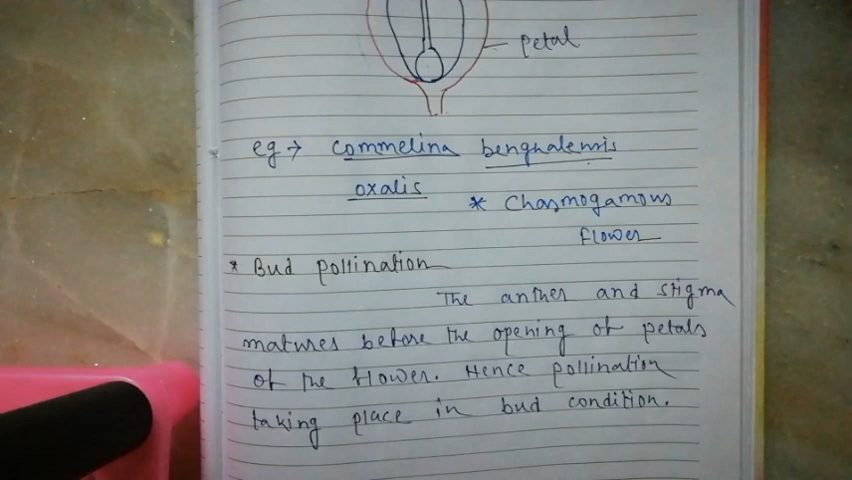 petal
eg → commelina benghalensis
oxalis
* Chasmogamous
flower
* Bud pollination
The anther and stigma
matures before the opening of petals
of the flower. Hence pollination
taking place in bud condition.